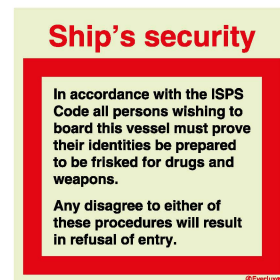 Ship's security
In accordance with the ISPS
Code all persons wishing to
board this vessel must prove
their identities be prepared
to be frisked for drugs and
weapons.
Any disagree to either of
these procedures will result
in refusal of entry.